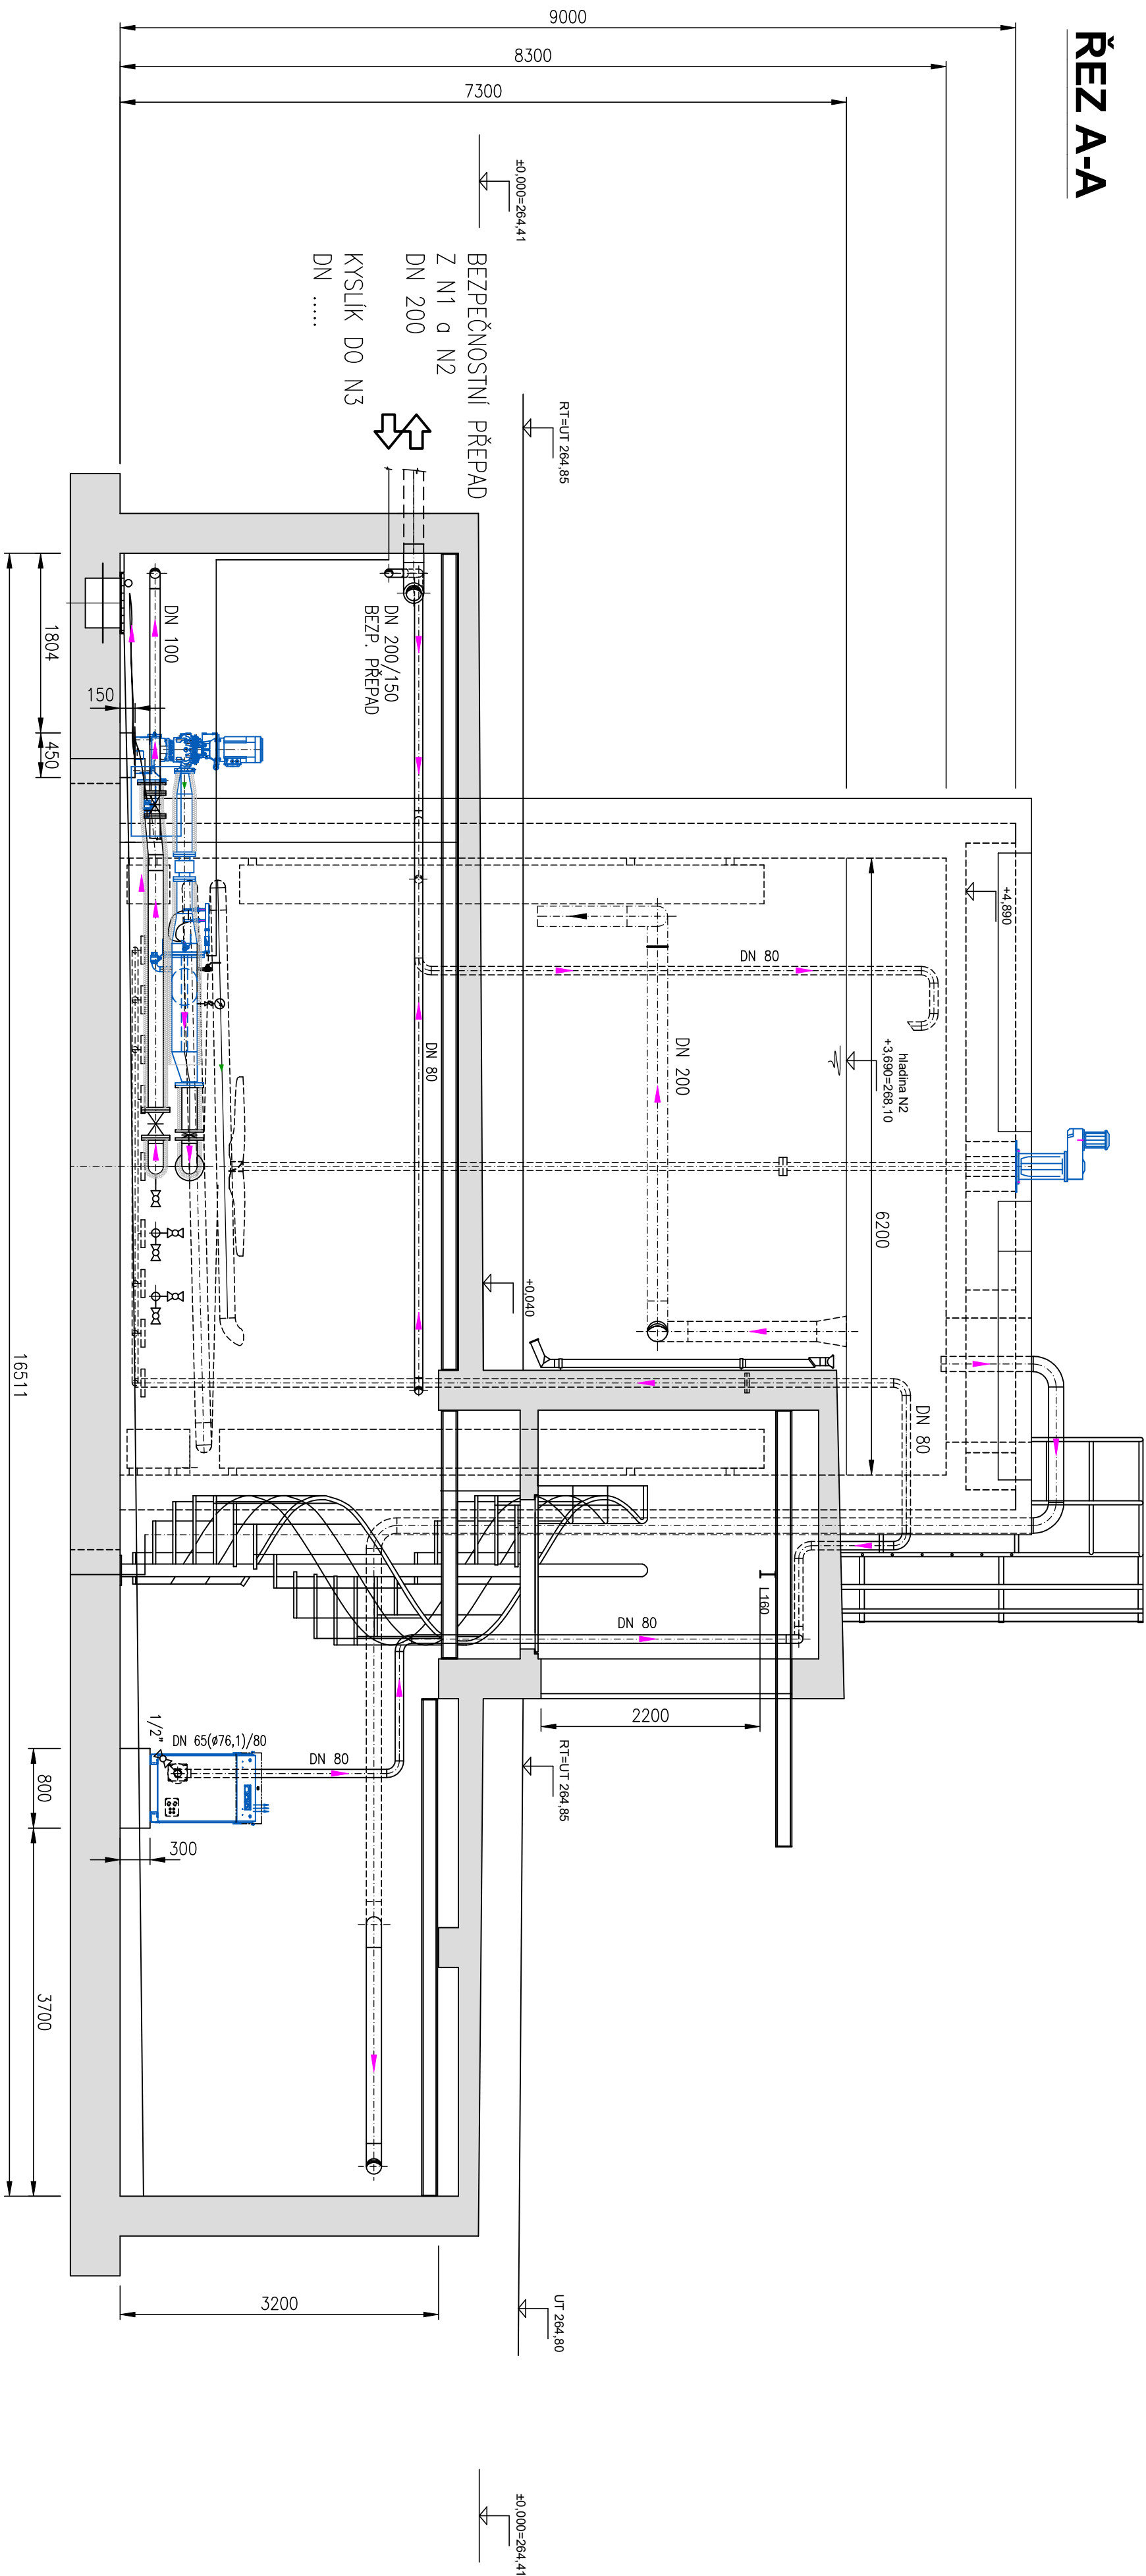 ŘEZ A-A
9000
8300
7300
±0,000=264,41
BEZPEČNOSTNÍ PŘEPAD
Z N1 a N2
DN 200
KYSLÍK DO N3
DN .....
RT=UT 264,85
DN 200/150
BEZP. PŘEPAD
DN 100
1804
150
450
+4,890
DN 80
hladina N2
+3,690=268,10
DN 200
DN 80
6200
+0,040
DN 80
16511
L160
DN 80
2200
RT=UT 264,85
1/2"
DN 65(ø76,1)/80
DN 80
800
300
3700
3200
UT 264,80
±0,000=264,41